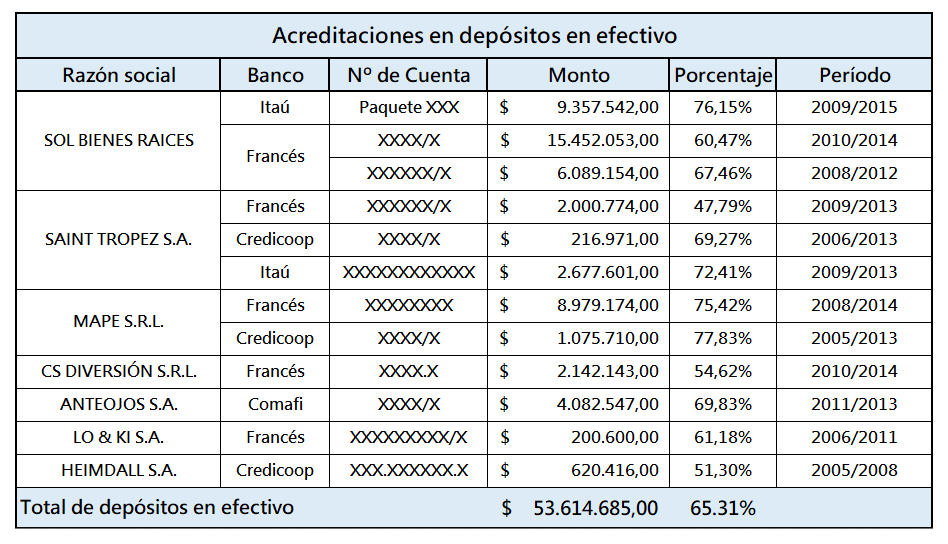 Acreditaciones en depósitos en efectivo
Razón social Banco Nº de Cuenta Monto Porcentaje Período
SOL BIENES RAICES Itaú Paquete XXX $ 9.357.542,00 76,15% 2009/2015
Francés XXXX/X $ 15.452.053,00 60,47% 2010/2014
XXXXXX/X $ 6.089.154,00 67,46% 2008/2012
SAINT TROPEZ S.A. Francés XXXXXX/X $ 2.000.774,00 47,79% 2009/2013
Credicoop XXXX/X $ 216.971,00 69,27% 2006/2013
Itaú XXXXXXXXXXXX $ 2.677.601,00 72,41% 2009/2013
MAPE S.R.L. Francés XXXXXXXX $ 8.979.174,00 75,42% 2008/2014
Credicoop XXXX/X $ 1.075.710,00 77,83% 2005/2013
CS DIVERSIÓN S.R.L. Francés XXXX.X $ 2.142.143,00 54,62% 2010/2014
ANTEOJOS S.A. Comafi XXXX/X $ 4.082.547,00 69,83% 2011/2013
LO & KI S.A. Francés XXXXXXXXX/X $ 200.600,00 61,18% 2006/2011
HEIMDALL S.A. Credicoop XXX.XXXXXX.X $ 620.416,00 51,30% 2005/2008
Total de depósitos en efectivo $ 53.614.685,00 65.31%